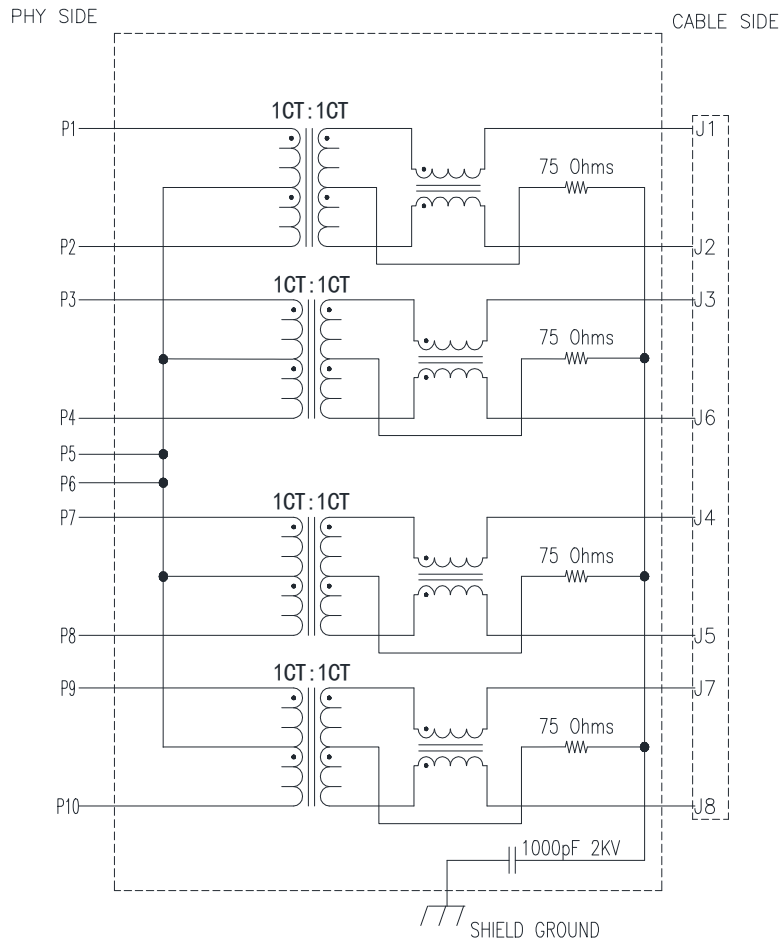 PHY SIDE
CABLE SIDE
1CT:1CT
P1
J1
75 Ohms
P2
J2
1CT:1CT
P3
J3
75 Ohms
P4
J6
P5
P6
1CT:1CT
P7
J4
75 Ohms
P8
J5
1CT:1CT
P9
J7
75 Ohms
P10
J8
1000pF 2KV
SHIELD GROUND